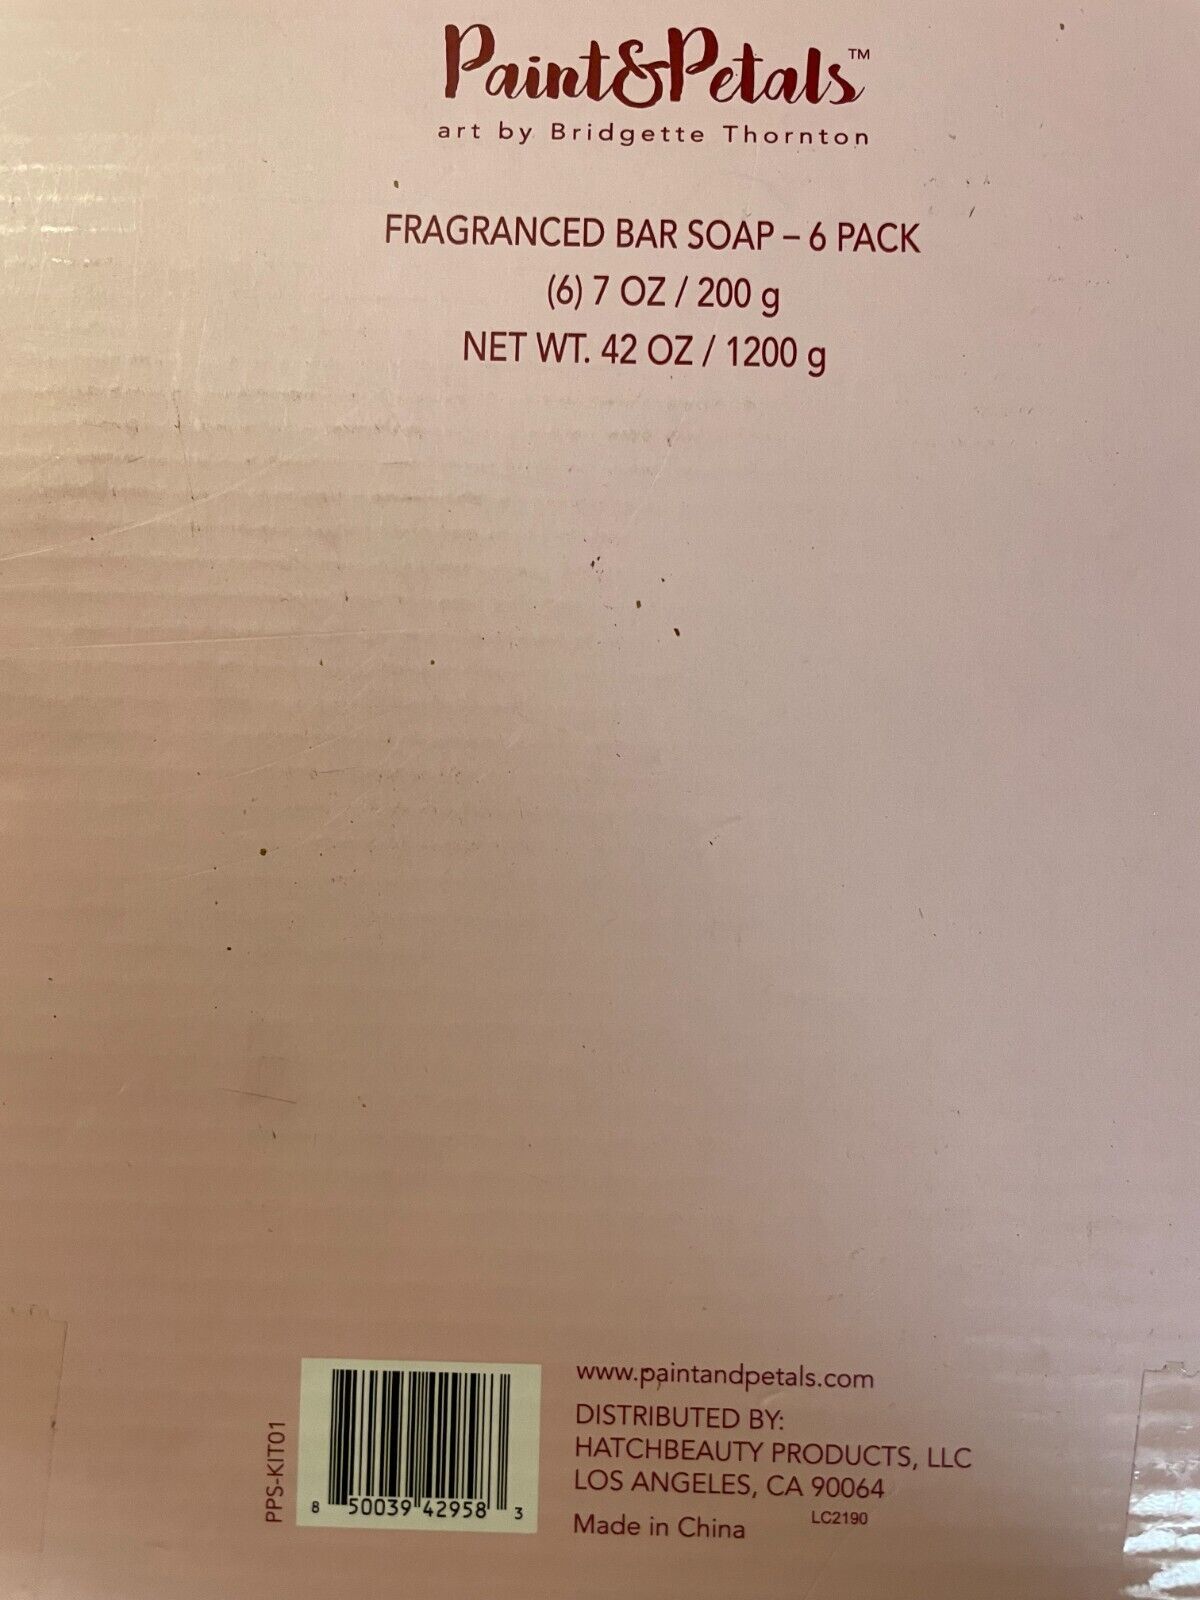 Paint&Petals™
art by Bridgette Thornton
FRAGRANCED BAR SOAP – 6 PACK
(6) 7 OZ / 200 g
NET WT. 42 OZ / 1200 g
www.paintandpetals.com
DISTRIBUTED BY:
HATCHBEAUTY PRODUCTS, LLC
LOS ANGELES, CA 90064
Made in China
LC2190
PPS-KIT01
8 50039 42958 3